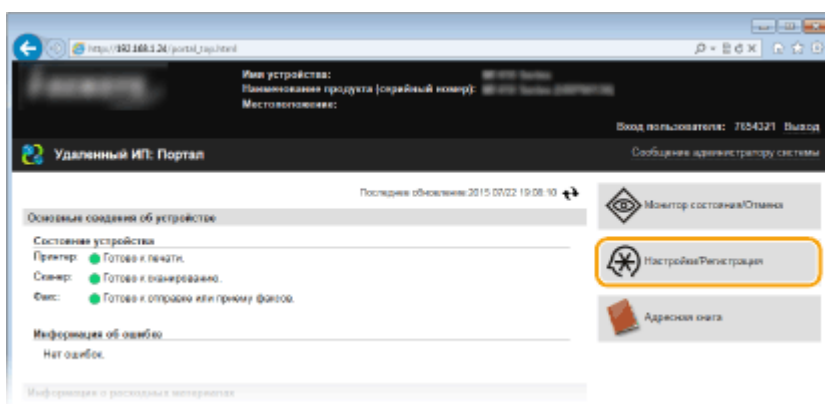 http://192.168.1.24/portal_top.html
Имя устройства:
Наименование продукта (серийный номер):
Местоположение:
Вход пользователя: 7654321 Выход
Удаленный ИП: Портал
Сообщение администратору системы
Последнее обновление: 2015 07/22 19:08:10
Основные сведения об устройстве
Монитор состояния/Отмена
Состояние устройства
Принтер: Готово к печати.
Сканер: Готово к сканированию.
Факс: Готово к отправке или приему факсов.
Настройки/Регистрация
Адресная книга
Информация об ошибке
Нет ошибок.
Информация о расходных материалах